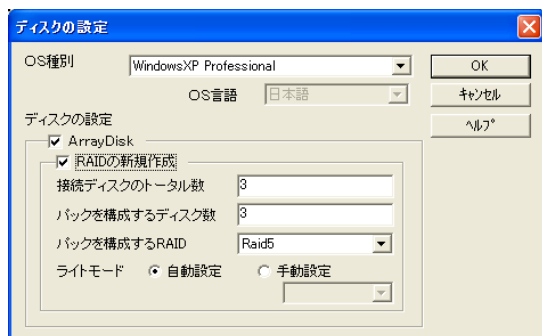 ディスクの設定
OS種別 WindowsXP Professional OK
OS言語 日本語 キャンセル
ディスクの設定 ヘルプ
ArrayDisk
RAIDの新規作成
接続ディスクのトータル数 3
パックを構成するディスク数 3
パックを構成するRAID Raid5
ライトモード 自動設定 手動設定